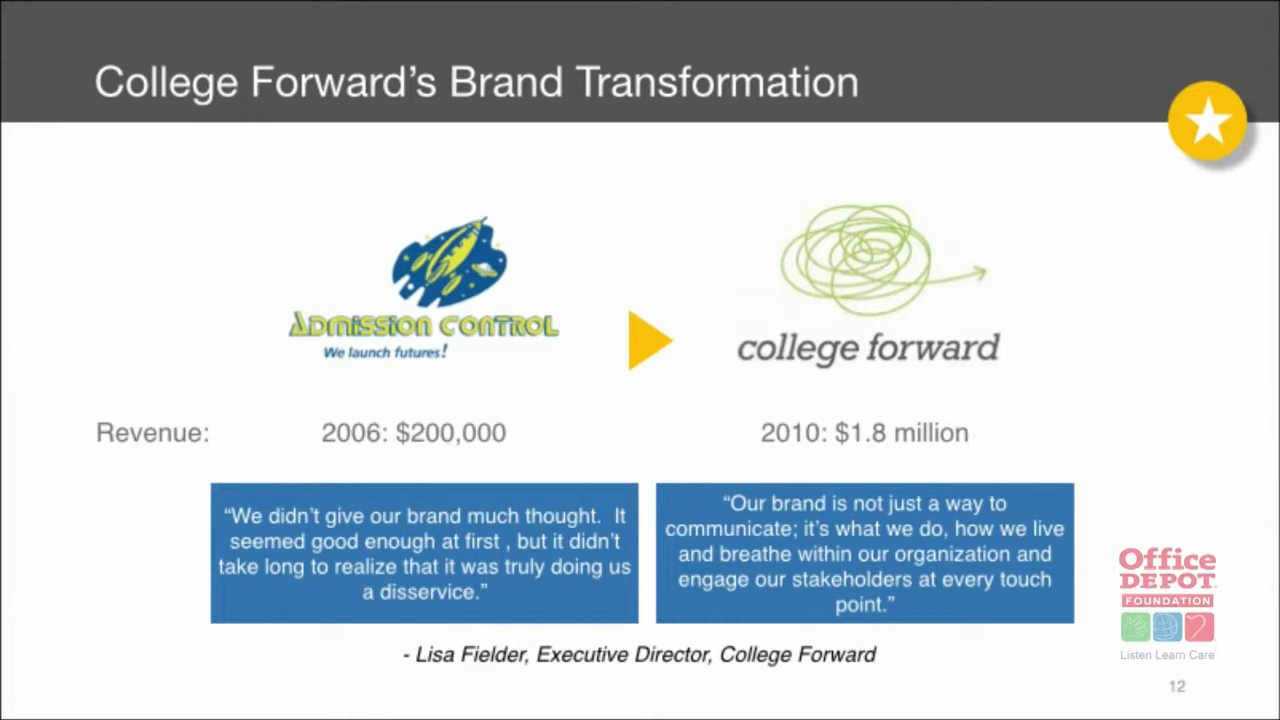 College Forward's Brand Transformation
ADMISSION CONTROL
We launch futures!
college forward
Revenue:
2006: $200,000
2010: $1.8 million
“We didn't give our brand much thought.  It
seemed good enough at first , but it didn't
take long to realize that it was truly doing us
a disservice.”
“Our brand is not just a way to
communicate; it's what we do, how we live
and breathe within our organization and
engage our stakeholders at every touch
point.”
- Lisa Fielder, Executive Director, College Forward
Office
DEPOT
FOUNDATION
Listen Learn Care
12